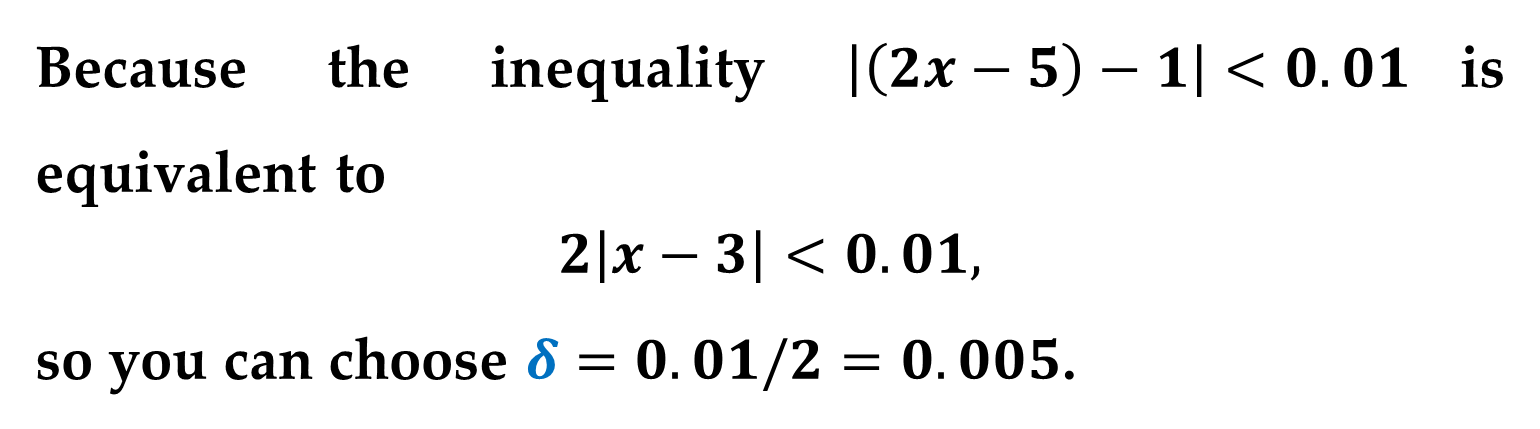 Because the inequality |(2x − 5) − 1| < 0.01 is
equivalent to
2|x − 3| < 0.01,
so you can choose δ = 0.01/2 = 0.005.